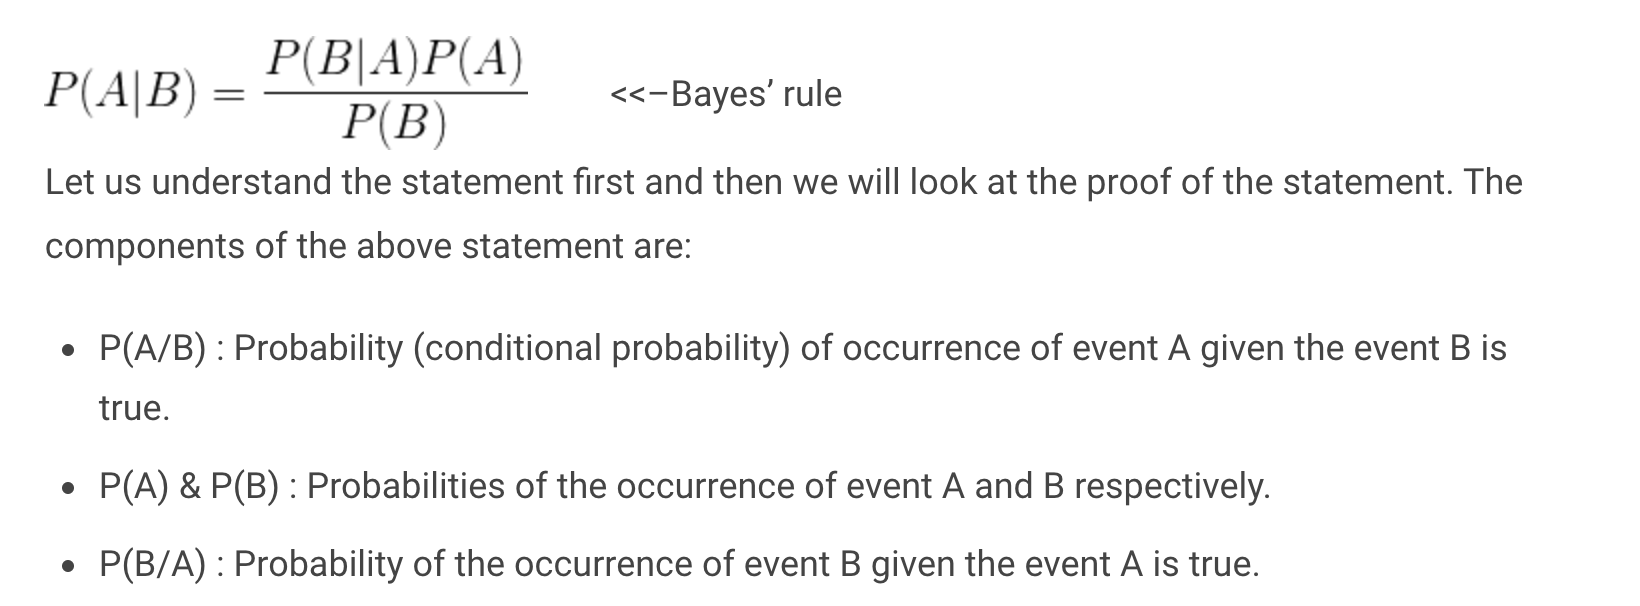 P(A|B) = P(B|A)P(A) / P(B) <<–Bayes’ rule
Let us understand the statement first and then we will look at the proof of the statement. The
components of the above statement are:
• P(A/B) : Probability (conditional probability) of occurrence of event A given the event B is
true.
• P(A) & P(B) : Probabilities of the occurrence of event A and B respectively.
• P(B/A) : Probability of the occurrence of event B given the event A is true.